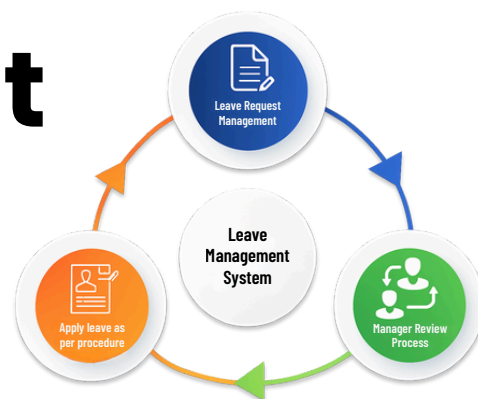 t
Leave Request
Management
Leave
Management
System
Apply leave as
per procedure
Manager Review
Process